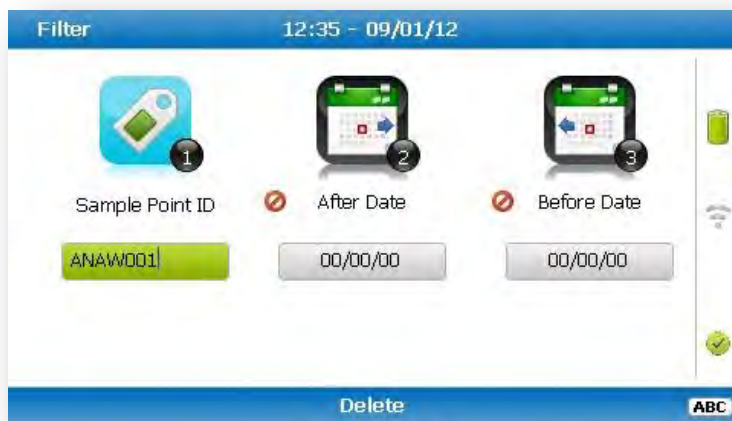 Filter 12:35 - 09/01/12
1 2 3
Sample Point ID After Date Before Date
ANAW001 00/00/00 00/00/00
Delete ABC